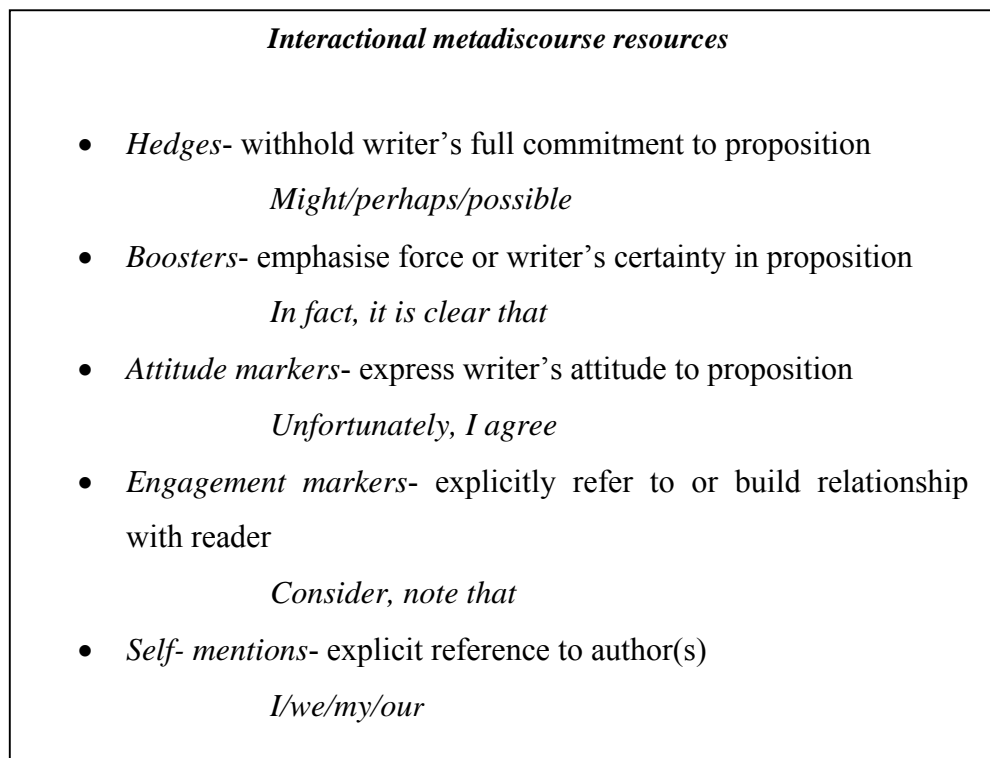 Interactional metadiscourse resources
• Hedges- withhold writer’s full commitment to proposition
Might/perhaps/possible
• Boosters- emphasise force or writer’s certainty in proposition
In fact, it is clear that
• Attitude markers- express writer’s attitude to proposition
Unfortunately, I agree
• Engagement markers- explicitly refer to or build relationship
with reader
Consider, note that
• Self- mentions- explicit reference to author(s)
I/we/my/our